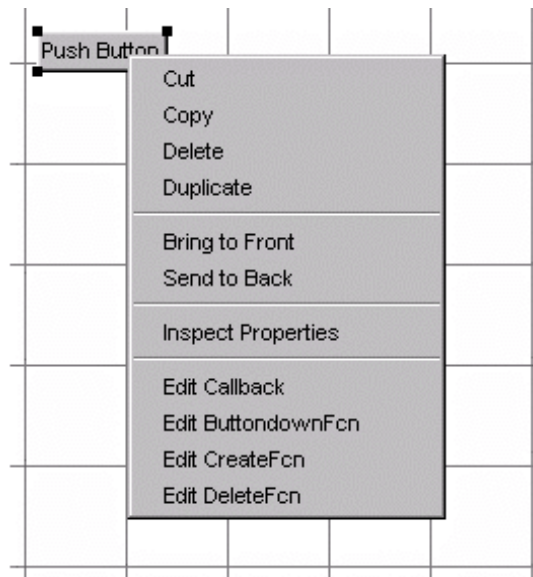 Push Button
Cut
Copy
Delete
Duplicate
Bring to Front
Send to Back
Inspect Properties
Edit Callback
Edit ButtondownFcn
Edit CreateFcn
Edit DeleteFcn